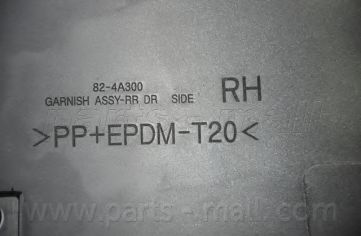 82-4A300
GARNISH ASSY-RR DR SIDE RH
>PP+EPDM-T20<
www.parts-mall.com